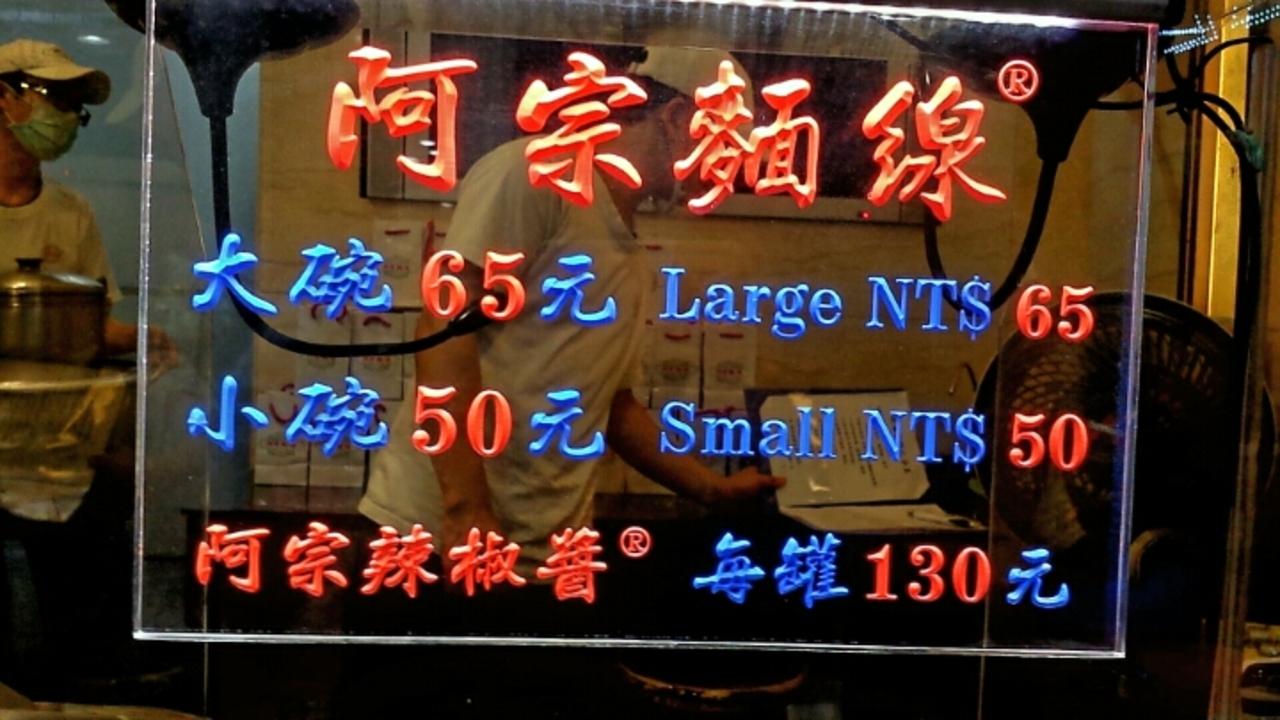 阿宗麵線®
大碗 65元 Large NT$ 65
小碗 50元 Small NT$ 50
阿宗辣椒醬® 每罐130元